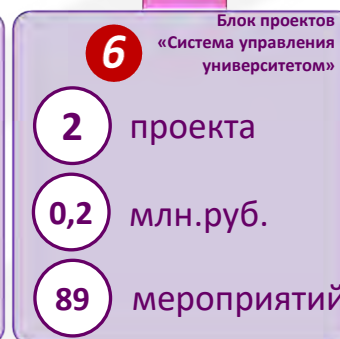 Блок проектов
6 «Система управления
университетом»
2 проекта
0,2 млн.руб.
89 мероприятий